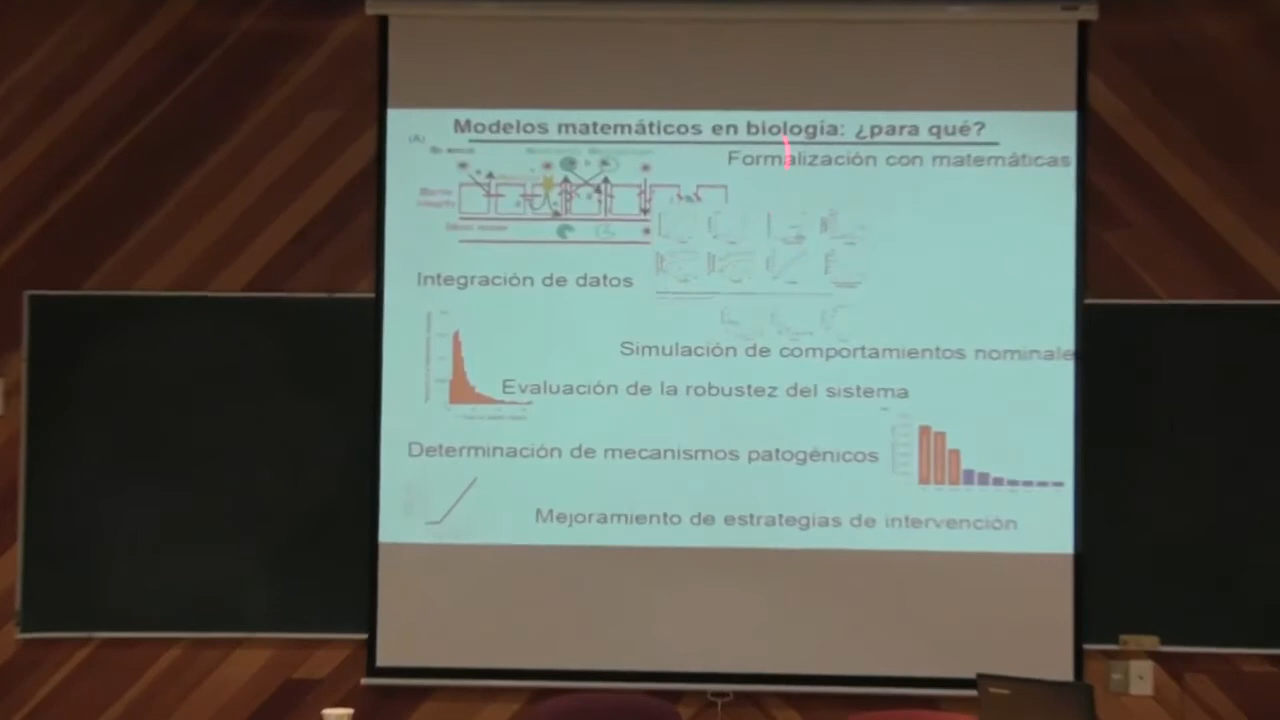 Modelos matemáticos en biología: ¿para qué?
(A)
Formalización con matemáticas
Integración de datos
Simulación de comportamientos nominale
Evaluación de la robustez del sistema
Determinación de mecanismos patogénicos
Mejoramiento de estrategias de intervención